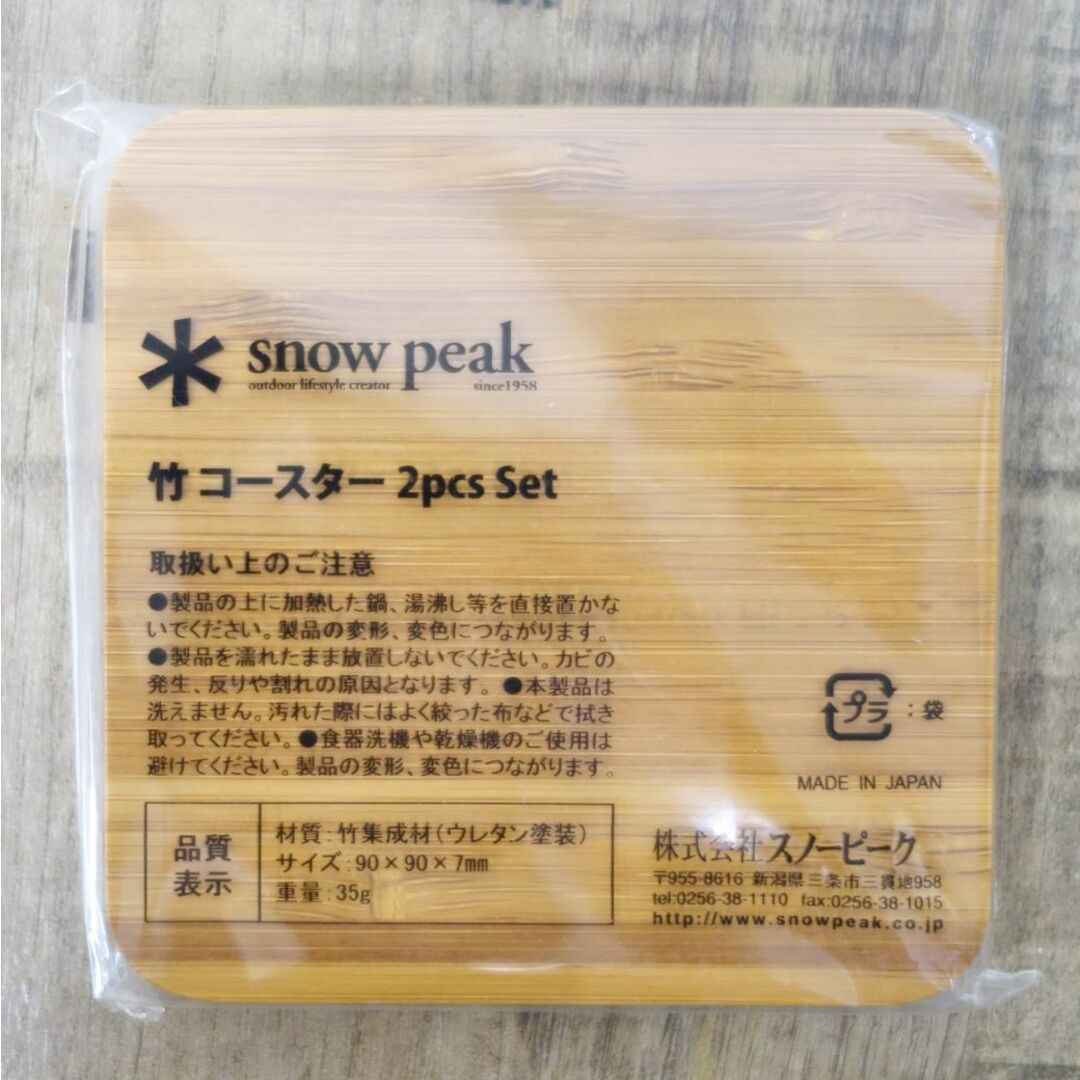 snow peak
outdoor lifestyle creator since1958
竹 コースター 2pcs Set
取扱い上のご注意
●製品の上に加熱した鍋、湯沸し等を直接置かな
いでください。製品の変形、変色につながります。
●製品を濡れたまま放置しないでください。カビの
発生、反りや割れの原因となります。●本製品は
洗えません。汚れた際にはよく絞った布などで拭き
取ってください。●食器洗機や乾燥機のご使用は
避けてください。製品の変形、変色につながります。
プラ : 袋
MADE IN JAPAN
品質
表示
材質:竹集成材(ウレタン塗装)
サイズ:90×90×7㎜
重量:35g
株式会社スノーピーク
〒955-8616 新潟県三条市三貫地958
tel:0256-38-1110 fax:0256-38-1015
http://www.snowpeak.co.jp